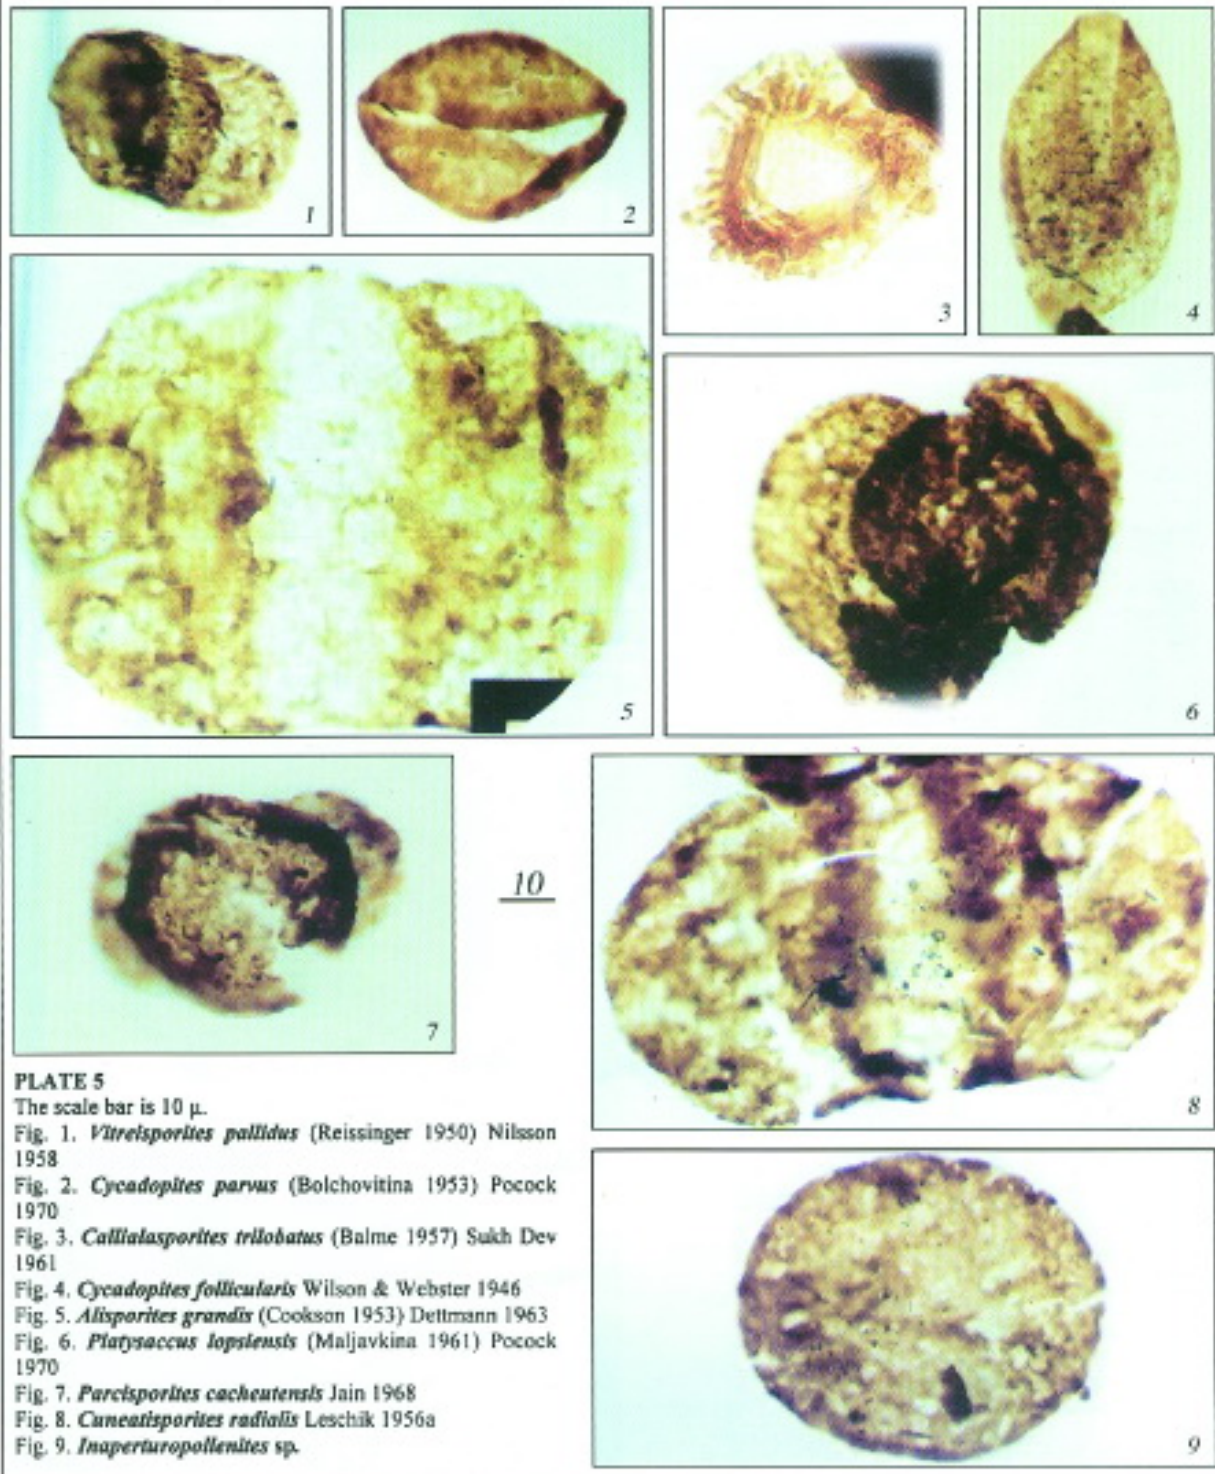 1
2
3
4
5
6
7
10
8
9
PLATE 5
The scale bar is 10 μ.
Fig. 1. Vitreisporites pallidus (Reissinger 1950) Nilsson
1958
Fig. 2. Cycadopites parvus (Bolchovitina 1953) Pocock
1970
Fig. 3. Callialasporites trilobatus (Balme 1957) Sukh Dev
1961
Fig. 4. Cycadopites follicularis Wilson & Webster 1946
Fig. 5. Alisporites grandis (Cookson 1953) Dettmann 1963
Fig. 6. Platysaccus lopsiensis (Maljavkina 1961) Pocock
1970
Fig. 7. Parcisporites cacheutensis Jain 1968
Fig. 8. Cuneatisporites radialis Leschik 1956a
Fig. 9. Inaperturopollenites sp.